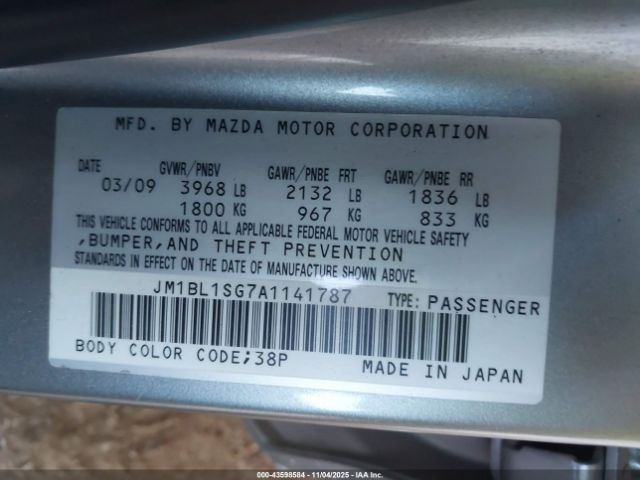 MFD. BY MAZDA MOTOR CORPORATION
DATE GVWR/PNBV GAWR/PNBE FRT GAWR/PNBE RR
03/09 3968 LB 2132 LB 1836 LB
1800 KG 967 KG 833 KG
THIS VEHICLE CONFORMS TO ALL APPLICABLE FEDERAL MOTOR VEHICLE SAFETY
,BUMPER,AND THEFT PREVENTION
STANDARDS IN EFFECT ON THE DATE OF MANUFACTURE SHOWN ABOVE.
JM1BL1SG7A1141787 TYPE: PASSENGER
BODY COLOR CODE;38P MADE IN JAPAN
000-43598584 - 11/04/2025 - IAA Inc.